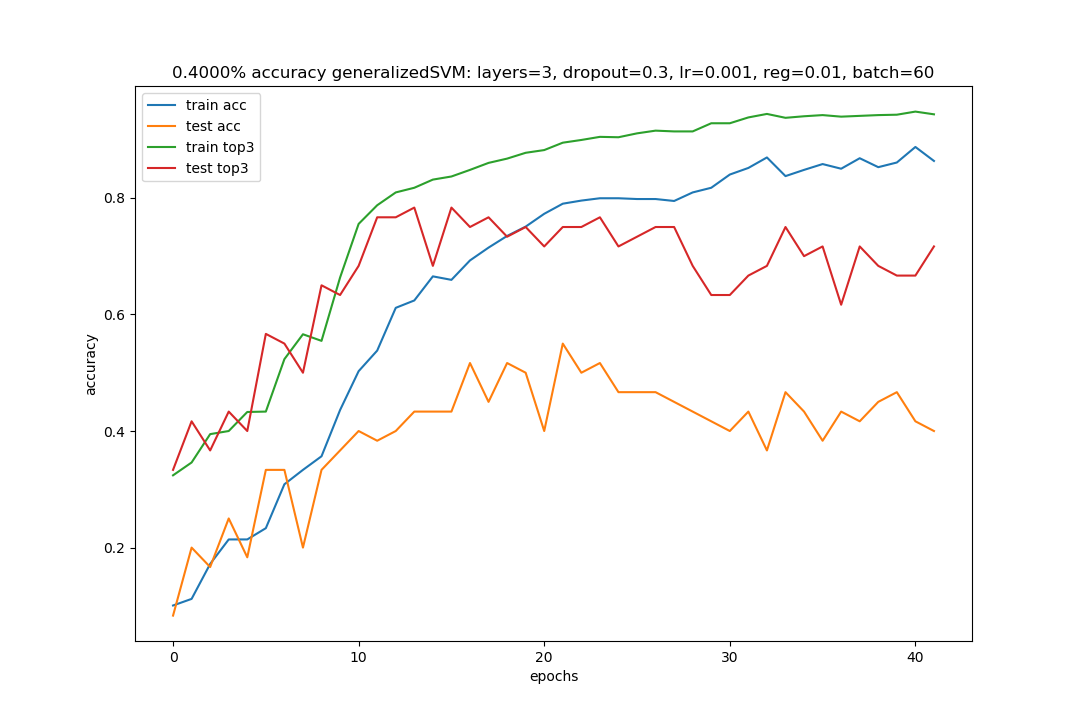 0.4000% accuracy generalizedSVM: layers=3, dropout=0.3, lr=0.001, reg=0.01, batch=60
train acc
test acc
train top3
test top3
0.8
0.6
0.4
0.2
accuracy
0 10 20 30 40
epochs